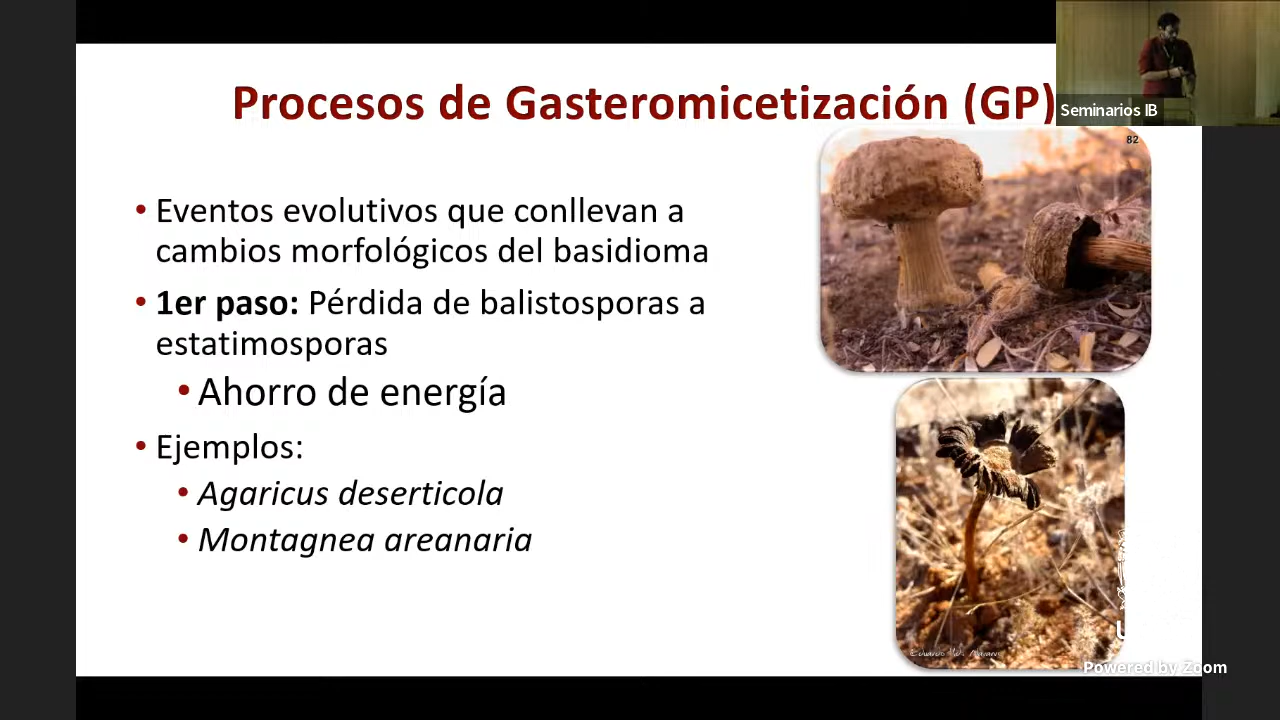 Procesos de Gasteromicetización (GP)
Seminarios IB
82
• Eventos evolutivos que conllevan a
cambios morfológicos del basidioma
• 1er paso: Pérdida de balistosporas a
estatimosporas
• Ahorro de energía
• Ejemplos:
• Agaricus deserticola
• Montagnea areanaria
Powered by Zoom